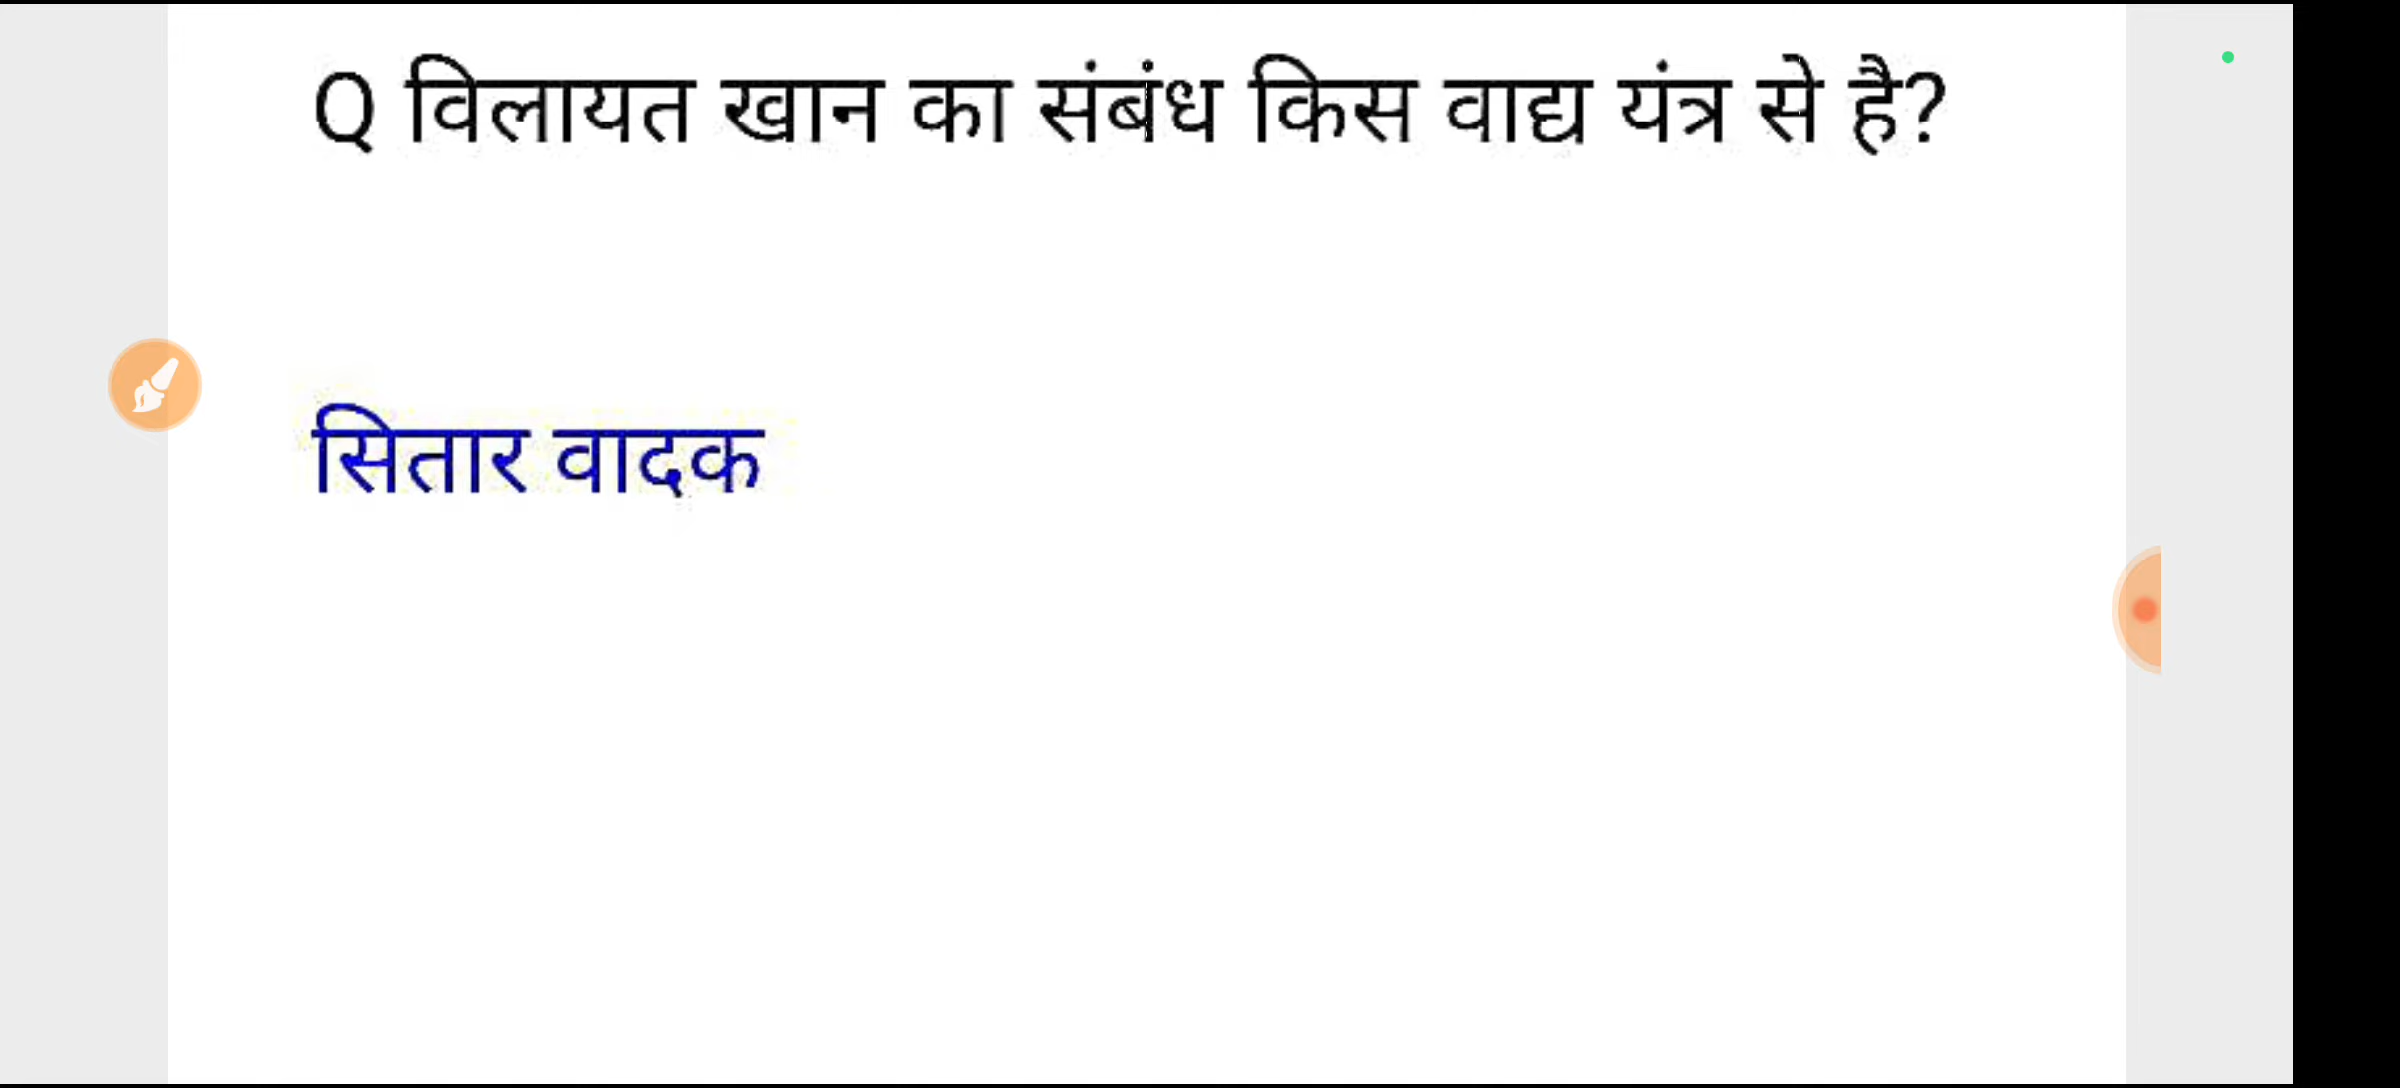 Q विलायत खान का संबंध किस वाद्य यंत्र से है?
सितार वादक